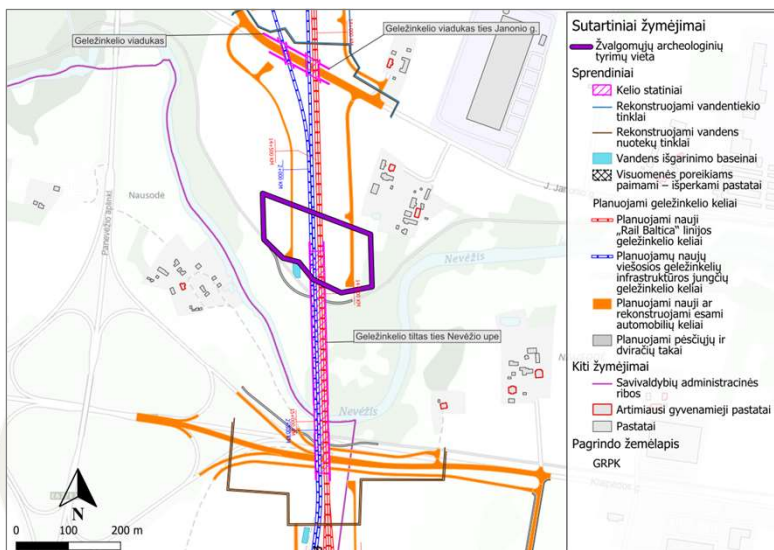 Geležinkelio viadukas
Geležinkelio viadukas ties Janonio g.
Nausodė
Panevėžio aplinkl.
J. Janonio g.
Nevėžis
Geležinkelio tiltas ties Nevėžio upe
Nevėžis
N
0 100 200 m
Sutartiniai žymėjimai
Žvalgomųjų archeologinių
tyrimų vieta
Sprendiniai
Kelio statiniai
Rekonstruojami vandentiekio
tinklai
Rekonstruojami vandens
nuotekų tinklai
Vandens išgarinimo baseinai
Visuomenės poreikiams
paimami – išperkami pastatai
Planuojami geležinkelio keliai
Planuojami nauji
„Rail Baltica“ linijos
geležinkelio keliai
Planuojamų naujų
viešosios geležinkelių
infrastruktūros jungčių
geležinkelio keliai
Planuojami nauji ar
rekonstruojami esami
automobilių keliai
Planuojami pėsčiųjų ir
dviračių takai
Kiti žymėjimai
Savivaldybių administracinės
ribos
Artimiausi gyvenamieji pastatai
Pastatai
Pagrindo žemėlapis
GRPK